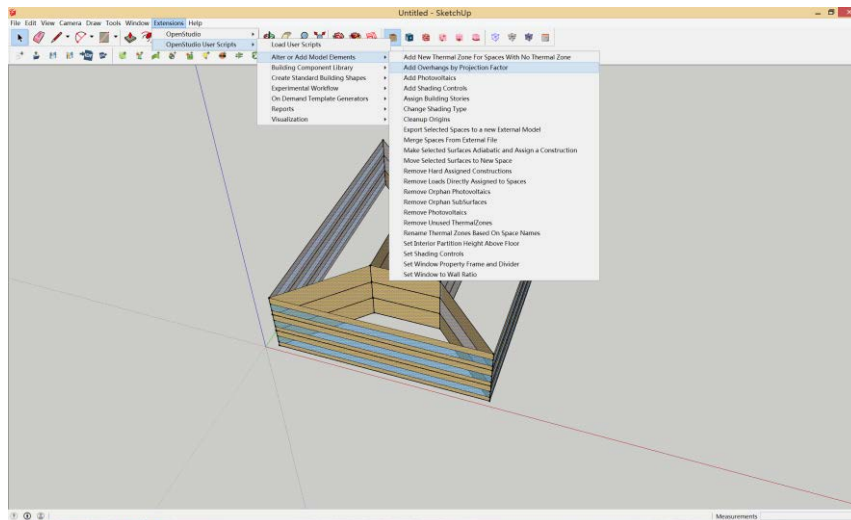 Untitled - SketchUp
File Edit View Camera Draw Tools Window Extensions Help
OpenStudio
OpenStudio User Scripts
Load User Scripts
Alter or Add Model Elements
Building Component Library
Create Standard Building Shapes
Experimental Workflow
On Demand Template Generators
Reports
Visualization
Add New Thermal Zone For Spaces With No Thermal Zone
Add Overhangs by Projection Factor
Add Photovoltaics
Add Shading Controls
Assign Building Stories
Change Shading Type
Cleanup Origins
Export Selected Spaces to a new External Model
Merge Spaces From External File
Make Selected Surfaces Adiabatic and Assign a Construction
Move Selected Surfaces to New Space
Remove Hard Assigned Constructions
Remove Loads Directly Assigned to Spaces
Remove Orphan Photovoltaics
Remove Orphan SubSurfaces
Remove Photovoltaics
Remove Unused ThermalZones
Rename Thermal Zones Based On Space Names
Set Interior Partition Height Above Floor
Set Shading Controls
Set Window Property Frame and Divider
Set Window to Wall Ratio
Measurements